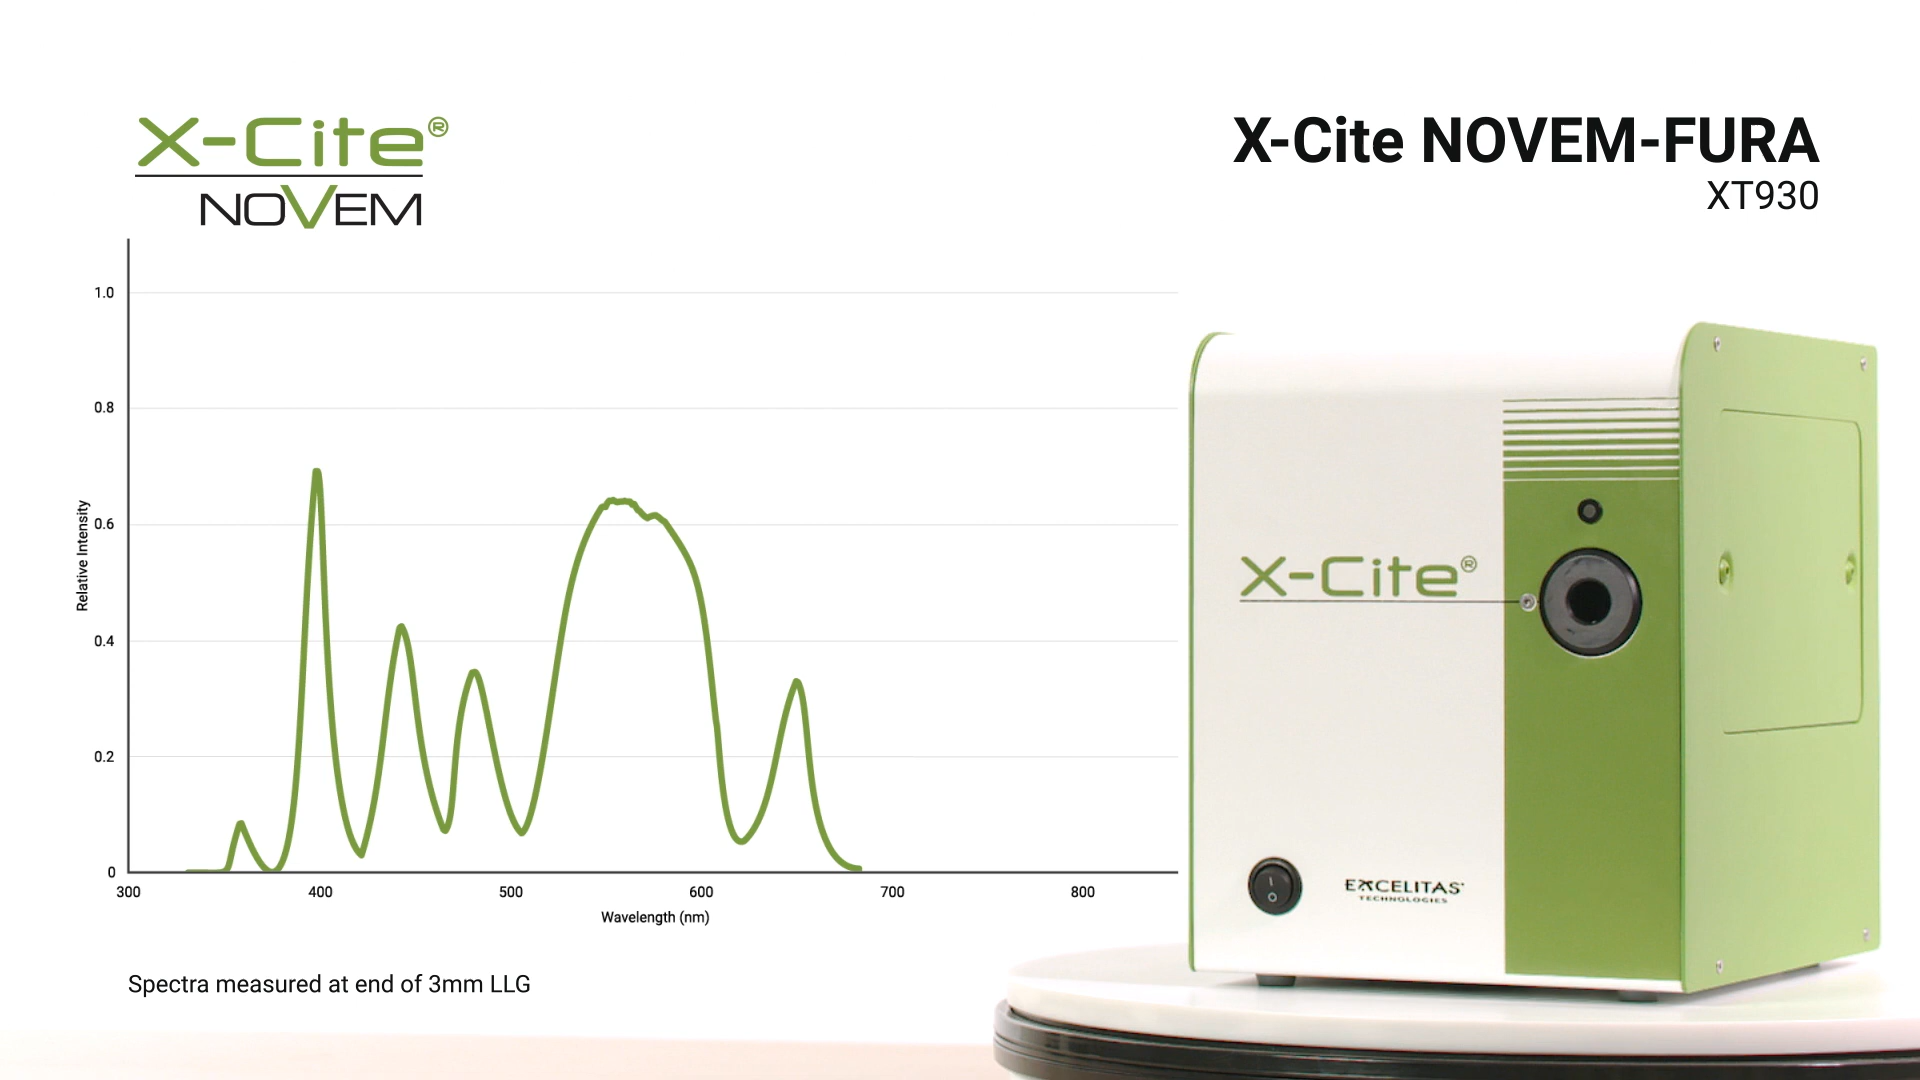 X-Cite®
NOVEM
X-Cite NOVEM-FURA
XT930
1.0
0.8
0.6
0.4
0.2
0
Relative Intensity
300 400 500 600 700 800
Wavelength (nm)
Spectra measured at end of 3mm LLG
X-Cite®
EXCELITAS
TECHNOLOGIES